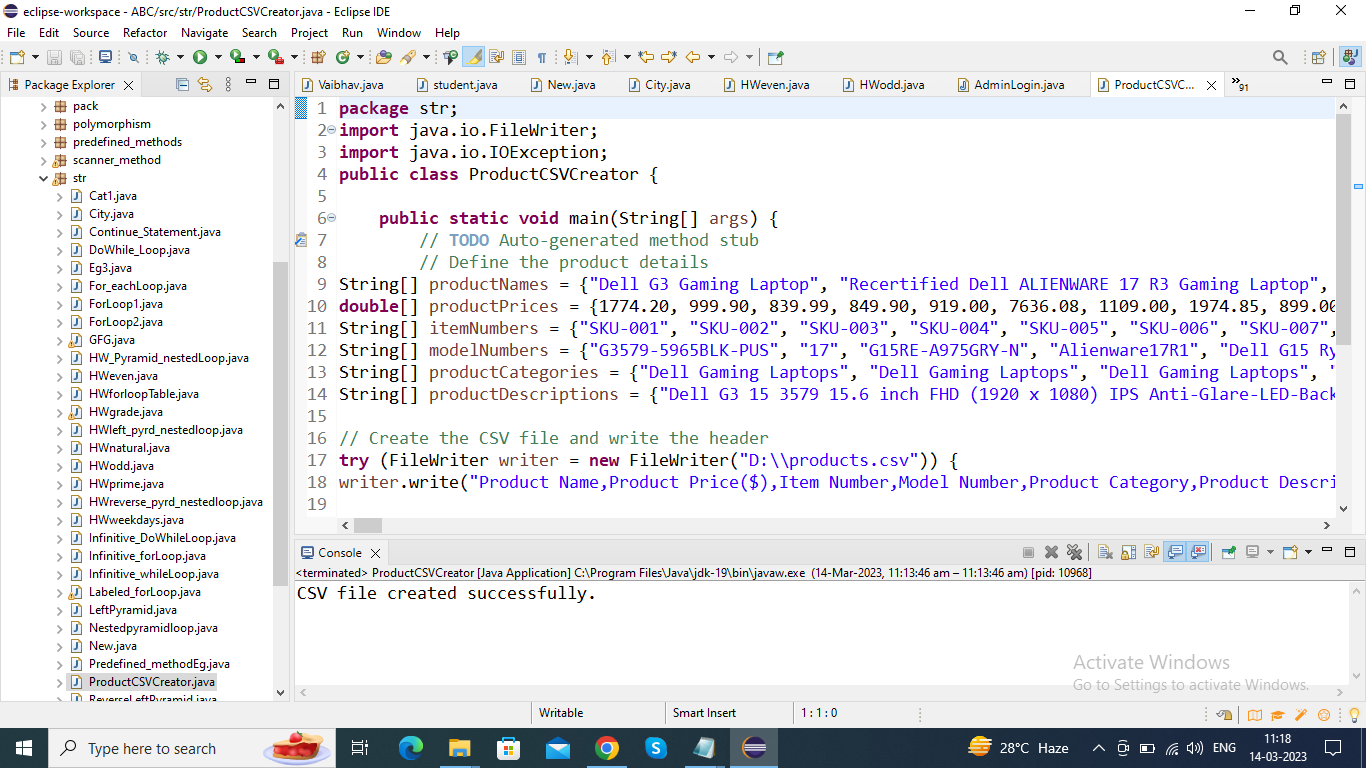 eclipse-workspace - ABC/src/str/ProductCSVCreator.java - Eclipse IDE
File Edit Source Refactor Navigate Search Project Run Window Help
Package Explorer
pack
polymorphism
predefined_methods
scanner_method
str
Cat1.java
City.java
Continue_Statement.java
DoWhile_Loop.java
Eg3.java
For_eachLoop.java
ForLoop1.java
ForLoop2.java
GFG.java
HW_Pyramid_nestedLoop.java
HWeven.java
HWforloopTable.java
HWgrade.java
HWleft_pyrd_nestedloop.java
HWnatural.java
HWodd.java
HWprime.java
HWreverse_pyrd_nestedloop.java
HWweekdays.java
Infinitive_DoWhileLoop.java
Infinitive_forLoop.java
Infinitive_whileLoop.java
Labeled_forLoop.java
LeftPyramid.java
Nestedpyramidloop.java
New.java
Predefined_methodEg.java
ProductCSVCreator.java
ReverseLeftPyramid.java
Vaibhav.java student.java New.java City.java HWeven.java HWodd.java AdminLogin.java ProductCSVC... 91
1 package str;
2 import java.io.FileWriter;
3 import java.io.IOException;
4 public class ProductCSVCreator {
5
6 public static void main(String[] args) {
7 // TODO Auto-generated method stub
8 // Define the product details
9 String[] productNames = {"Dell G3 Gaming Laptop", "Recertified Dell ALIENWARE 17 R3 Gaming Laptop",
10 double[] productPrices = {1774.20, 999.90, 839.99, 849.90, 919.00, 7636.08, 1109.00, 1974.85, 899.00
11 String[] itemNumbers = {"SKU-001", "SKU-002", "SKU-003", "SKU-004", "SKU-005", "SKU-006", "SKU-007",
12 String[] modelNumbers = {"G3579-5965BLK-PUS", "17", "G15RE-A975GRY-N", "Alienware17R1", "Dell G15 Ry
13 String[] productCategories = {"Dell Gaming Laptops", "Dell Gaming Laptops", "Dell Gaming Laptops", "
14 String[] productDescriptions = {"Dell G3 15 3579 15.6 inch FHD (1920 x 1080) IPS Anti-Glare-LED-Back
15
16 // Create the CSV file and write the header
17 try (FileWriter writer = new FileWriter("D:\\products.csv")) {
18 writer.write("Product Name,Product Price($),Item Number,Model Number,Product Category,Product Descri
19
Console
<terminated> ProductCSVCreator [Java Application] C:\Program Files\Java\jdk-19\bin\javaw.exe (14-Mar-2023, 11:13:46 am – 11:13:46 am) [pid: 10968]
CSV file created successfully.
Activate Windows
Go to Settings to activate Windows.
Writable Smart Insert 1 : 1 : 0
Type here to search
28°C Haze
ENG
11:18
14-03-2023